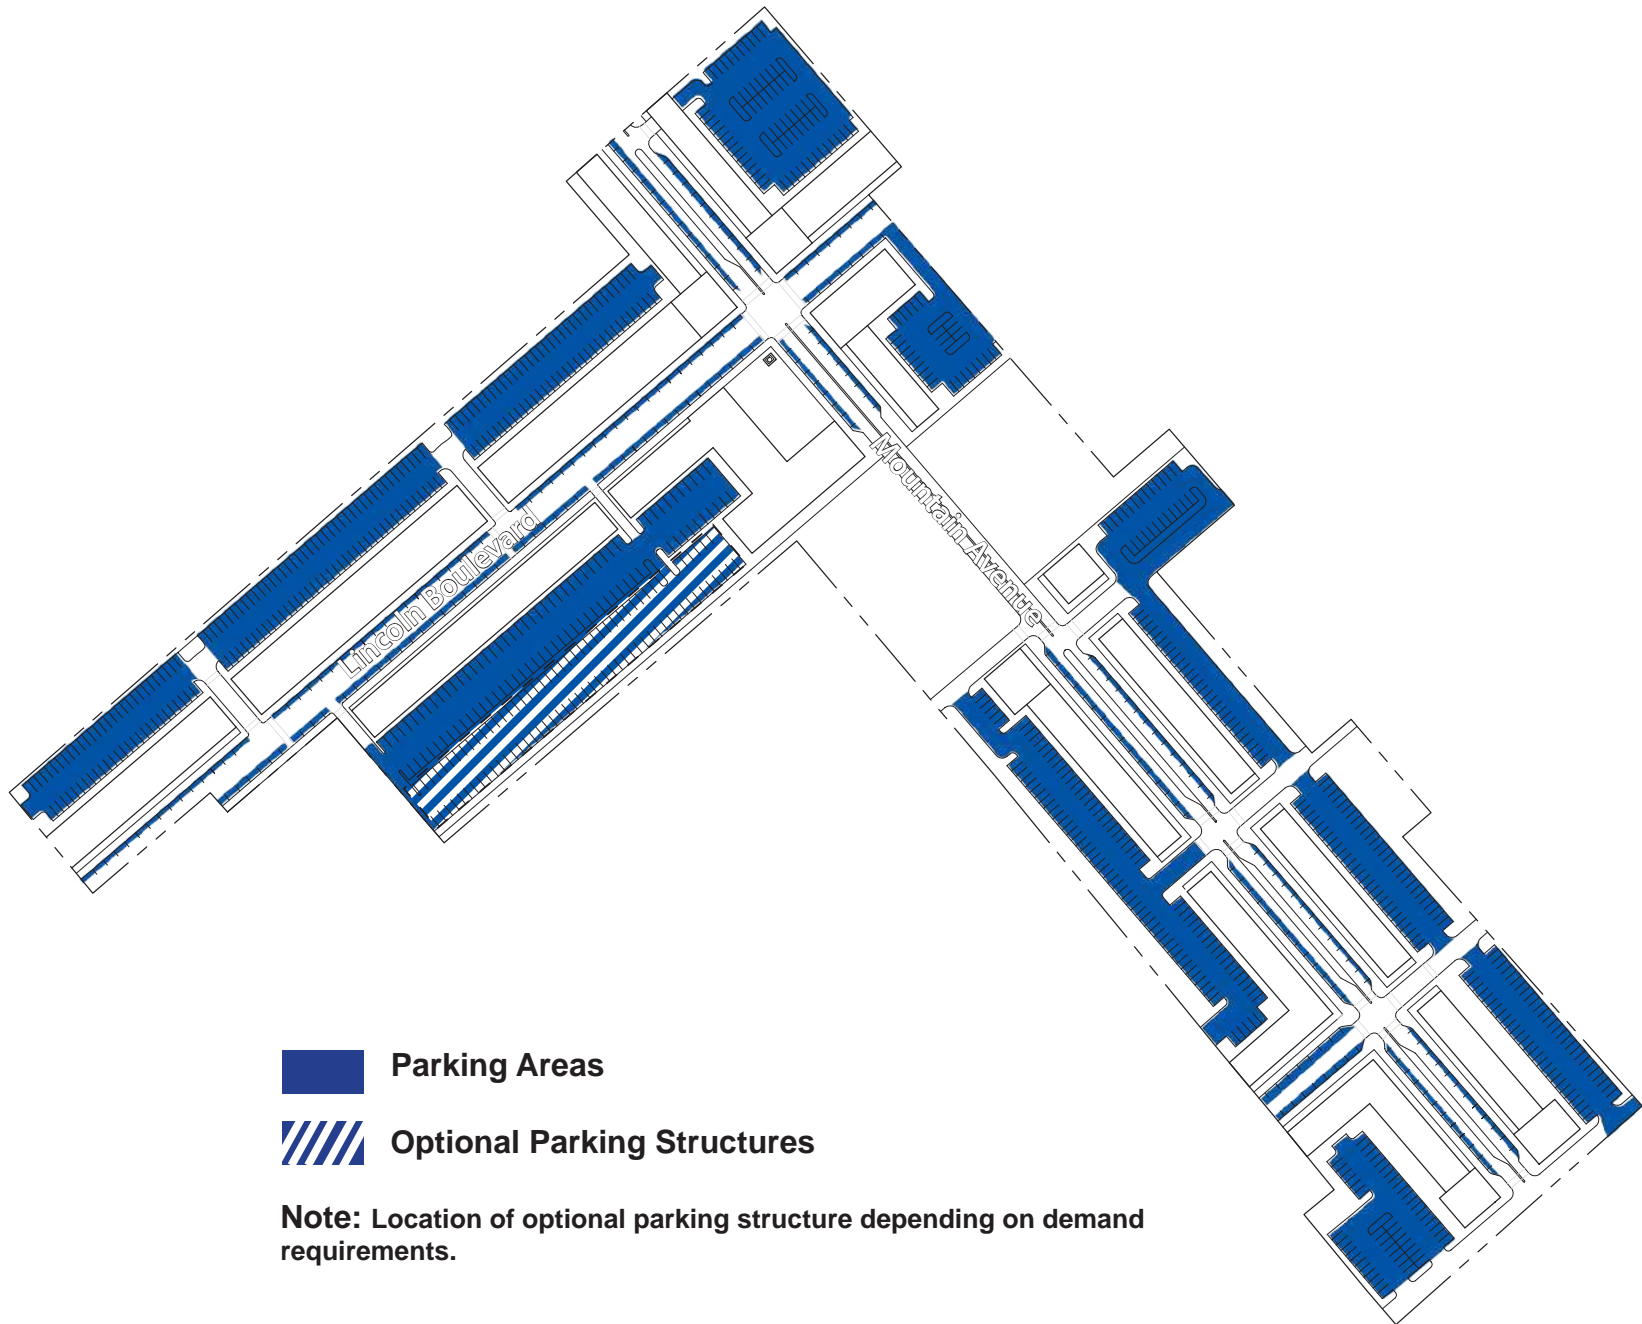 Mountain Avenue
Lincoln Boulevard
Parking Areas
Optional Parking Structures
Note: Location of optional parking structure depending on demand
requirements.